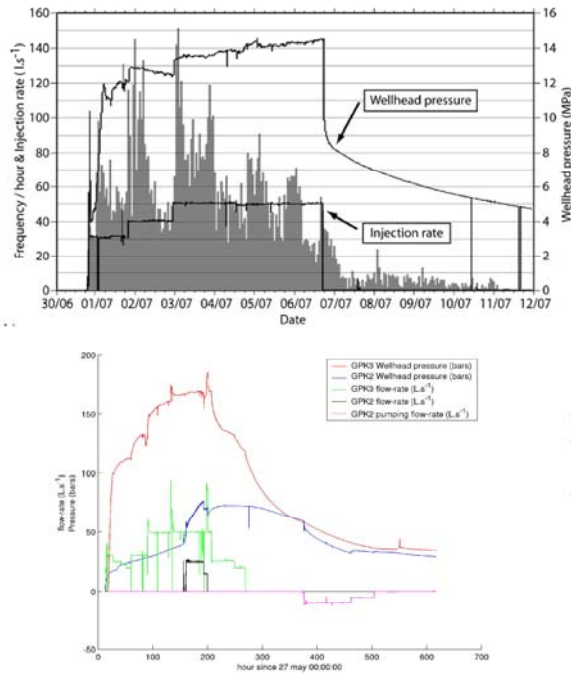 160
140
120
100
80
60
40
20
0
Frequency / hour & Injection rate ( l.s⁻¹)
16
14
12
10
8
6
4
2
0
Wellhead pressure (MPa)
Wellhead pressure
Injection rate
30/06 01/07 02/07 03/07 04/07 05/07 06/07 07/07 08/07 09/07 10/07 11/07 12/07
Date
200
150
100
50
0
-50
flow-rate (L.s⁻¹)
Pressure (bars)
GPK3 Wellhead pressure (bars)
GPK2 Wellhead pressure (bars)
GPK3 flow-rate (L.s⁻¹)
GPK2 flow-rate (L.s⁻¹)
GPK2 pumping flow-rate (L.s⁻¹)
0 100 200 300 400 500 600 700
hour since 27 may 00:00:00